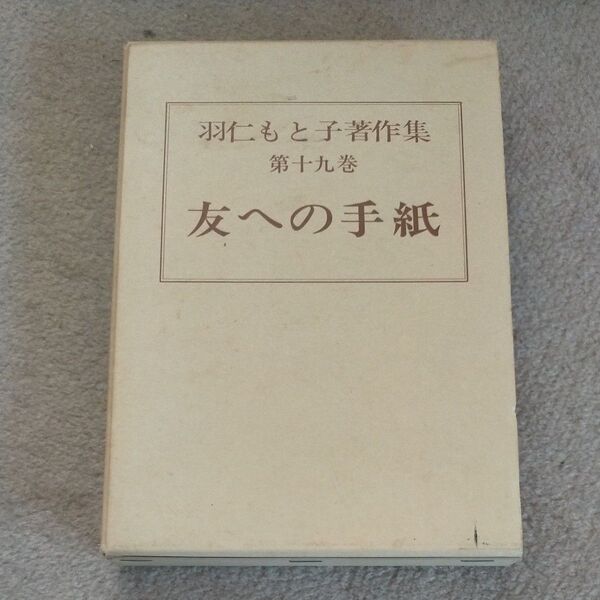 羽仁もと子著作集
第十九巻
友への手紙